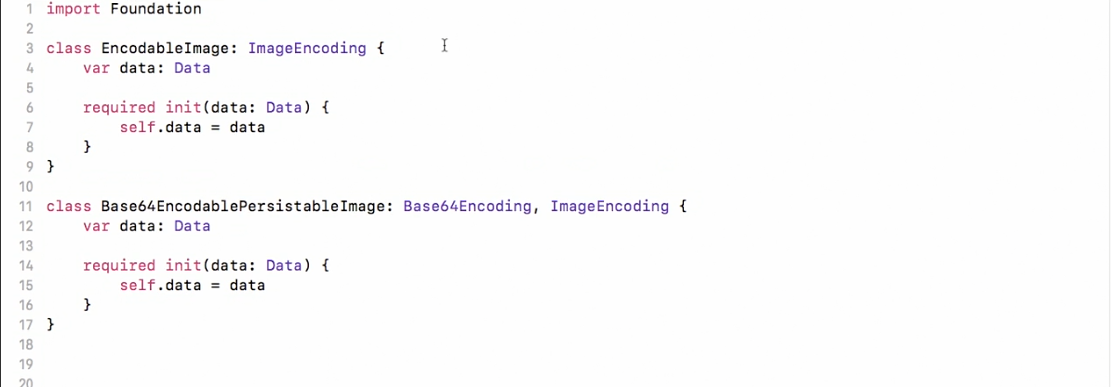 1 import Foundation
2
3 class EncodableImage: ImageEncoding {
4     var data: Data
5
6     required init(data: Data) {
7         self.data = data
8     }
9 }
10
11 class Base64EncodablePersistableImage: Base64Encoding, ImageEncoding {
12     var data: Data
13
14     required init(data: Data) {
15         self.data = data
16     }
17 }
18
19
20